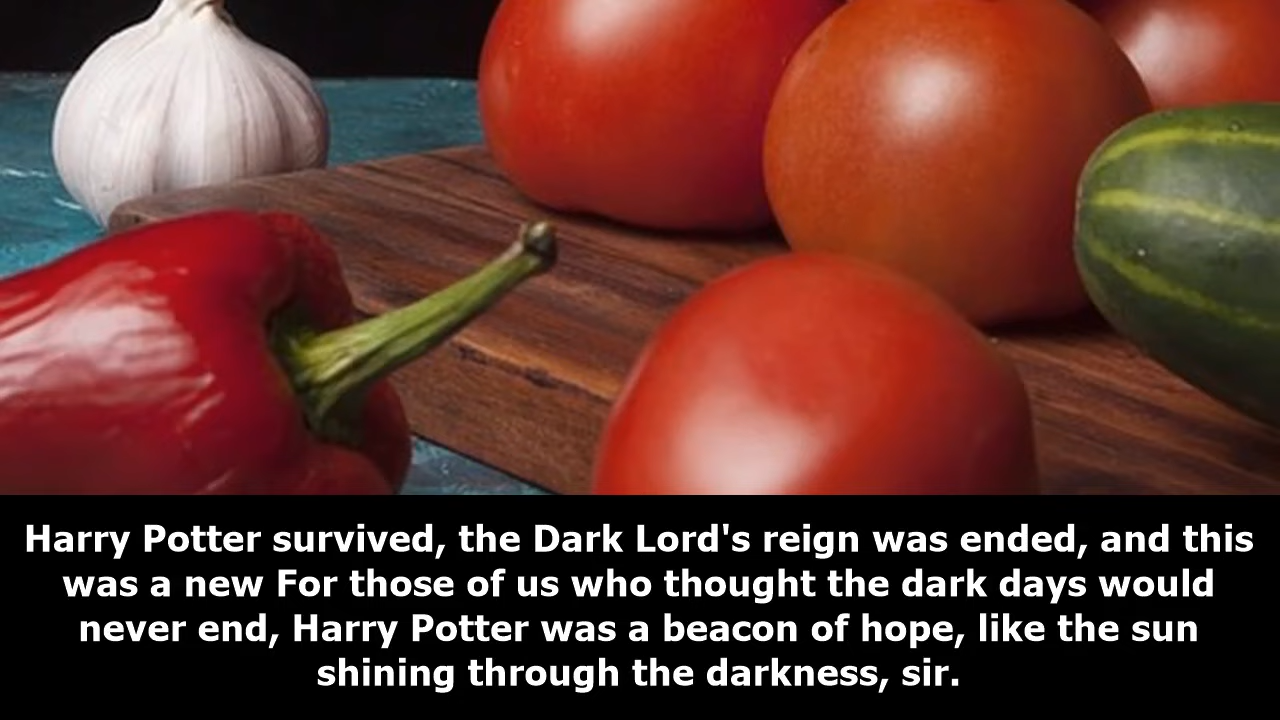 Harry Potter survived, the Dark Lord's reign was ended, and this
was a new For those of us who thought the dark days would
never end, Harry Potter was a beacon of hope, like the sun
shining through the darkness, sir.